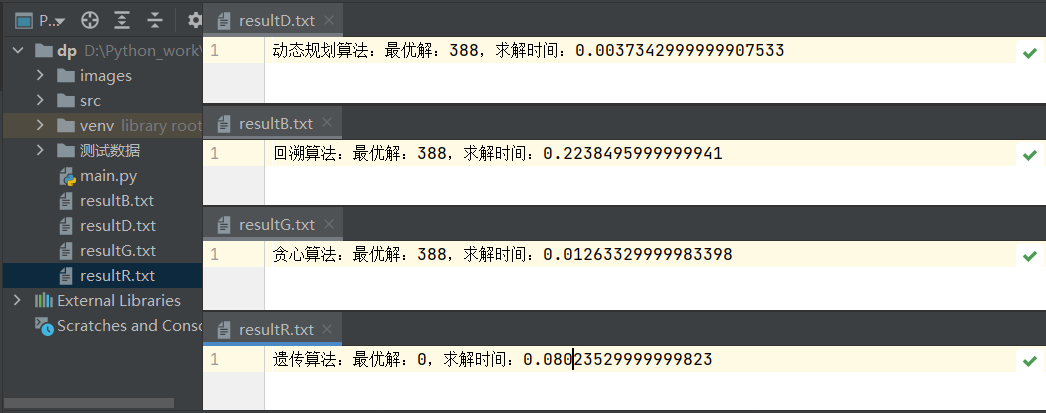 P...
dp D:\Python_work\
images
src
venv library root
测试数据
main.py
resultB.txt
resultD.txt
resultG.txt
resultR.txt
External Libraries
Scratches and Conso
resultD.txt
1 动态规划算法：最优解：388，求解时间：0.0037342999999907533
resultB.txt
1 回溯算法：最优解：388，求解时间：0.2238495999999941
resultG.txt
1 贪心算法：最优解：388，求解时间：0.01263329999983398
resultR.txt
1 遗传算法：最优解：0，求解时间：0.08023529999999823